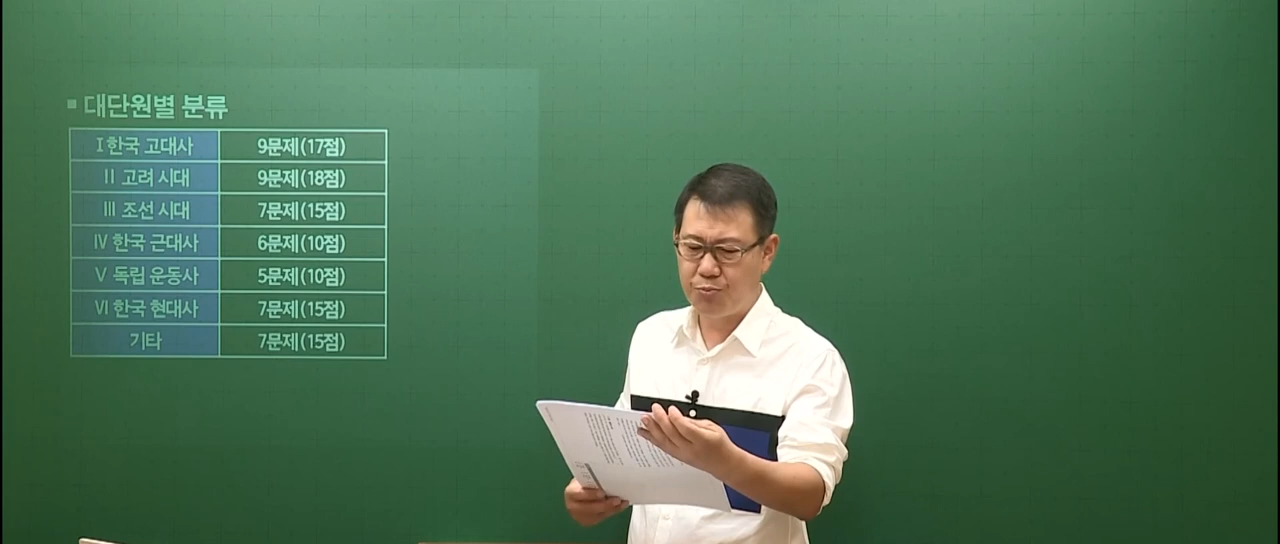 ▪ 대단원별 분류
Ⅰ 한국 고대사 9문제(17점)
Ⅱ 고려 시대 9문제(18점)
Ⅲ 조선 시대 7문제(15점)
Ⅳ 한국 근대사 6문제(10점)
Ⅴ 독립 운동사 5문제(10점)
Ⅵ 한국 현대사 7문제(15점)
기타 7문제(15점)